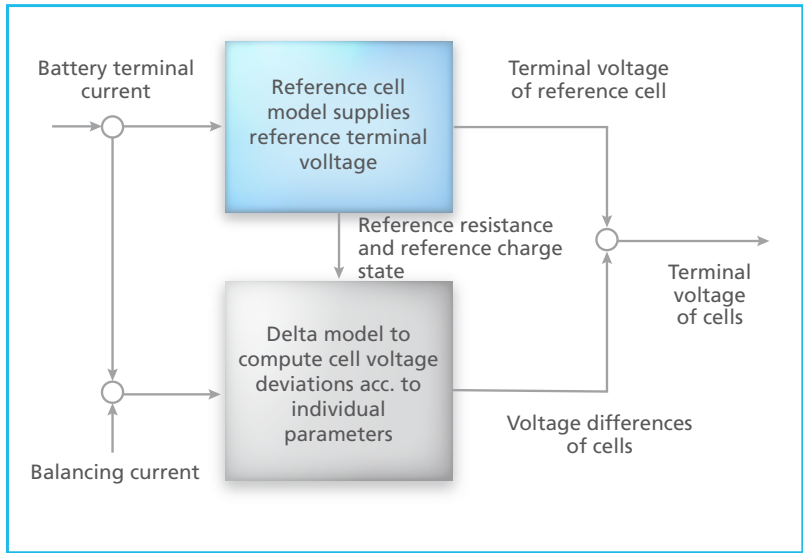 Battery terminal
current
Reference cell
model supplies
reference terminal
volltage
Terminal voltage
of reference cell
Reference resistance
and reference charge
state
Terminal
voltage
of cells
Delta model to
compute cell voltage
deviations acc. to
individual
parameters
Voltage differences
of cells
Balancing current